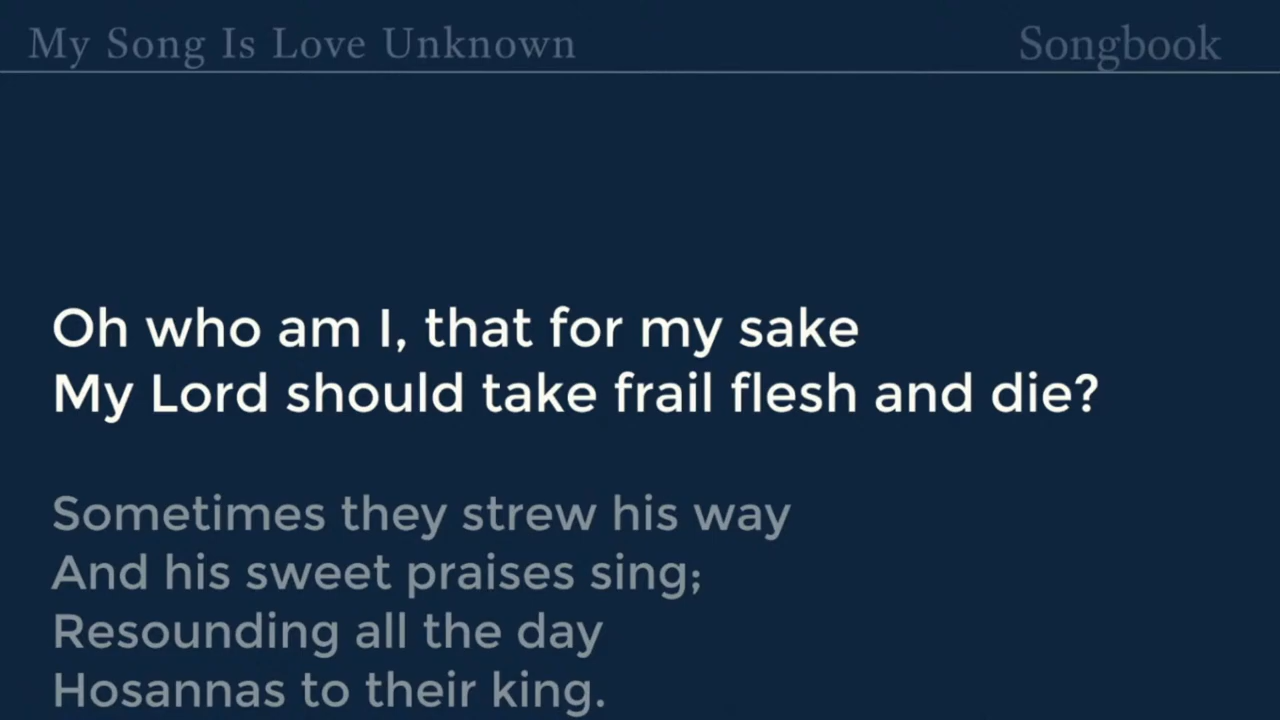 My Song Is Love Unknown
Songbook
Oh who am I, that for my sake
My Lord should take frail flesh and die?
Sometimes they strew his way
And his sweet praises sing;
Resounding all the day
Hosannas to their king.